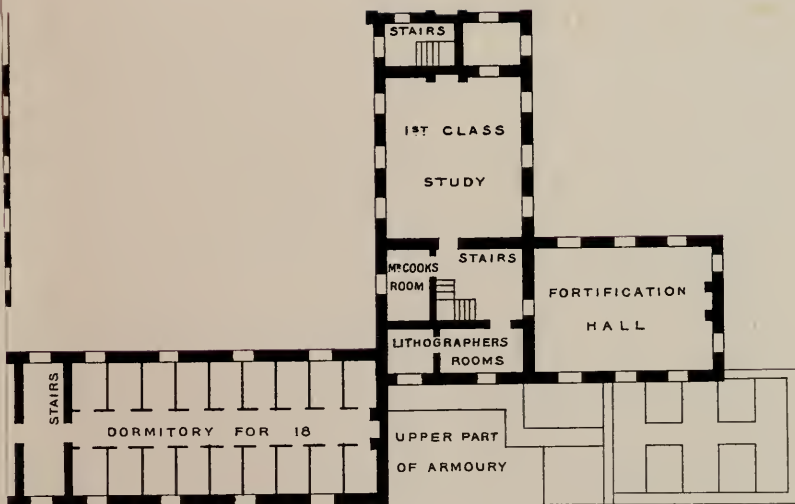 STAIRS
1ST CLASS
STUDY
MR COOKS
ROOM
STAIRS
FORTIFICATION
HALL
LITHOGRAPHERS
ROOMS
STAIRS
DORMITORY FOR 18
UPPER PART
OF ARMOURY